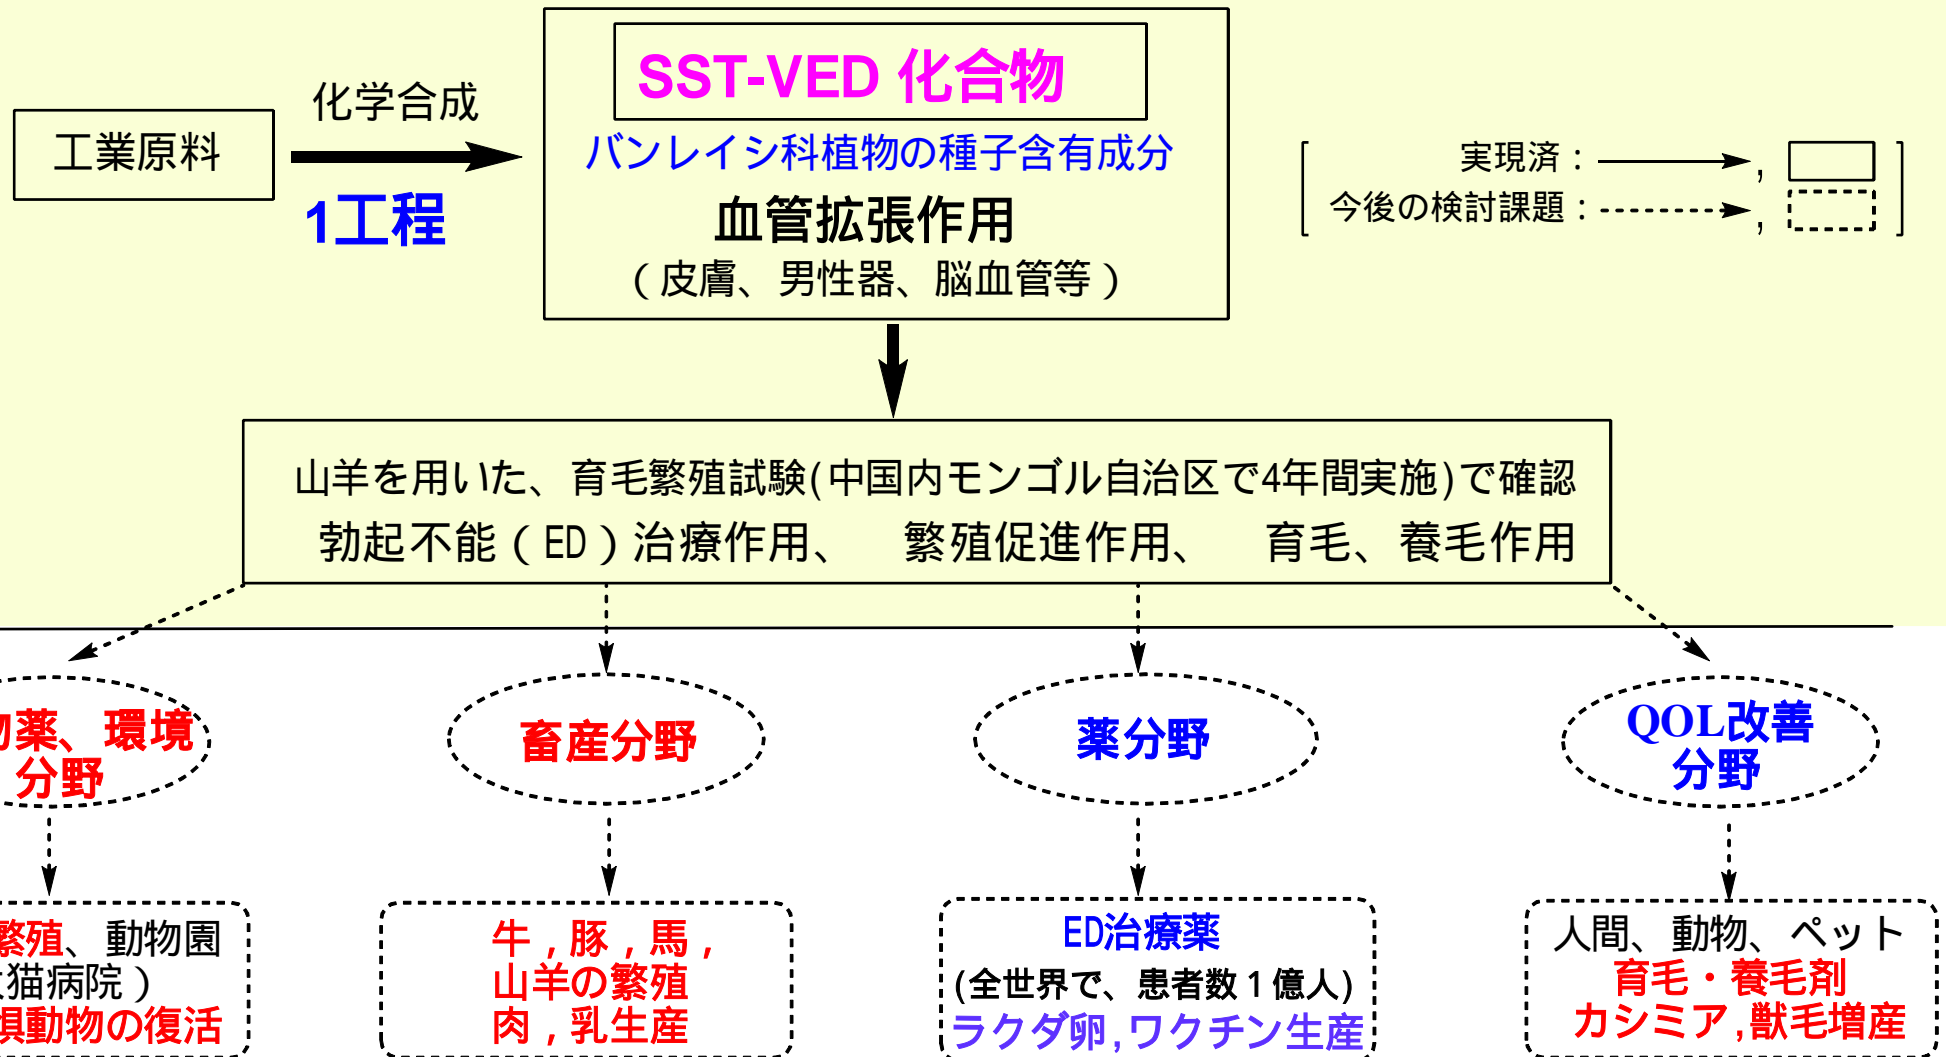 SST-VED 化合物
化学合成
工業原料
1工程
バンレイシ科植物の種子含有成分
血管拡張作用
（皮膚、男性器、脳血管等）
実現済：
今後の検討課題：
山羊を用いた、育毛繁殖試験(中国内モンゴル自治区で4年間実施)で確認
勃起不能（ED）治療作用、　繁殖促進作用、　育毛、養毛作用
薬、環境
分野
畜産分野
薬分野
QOL改善
分野
繁殖、動物園
猫病院）
動物の復活
牛，豚，馬，
山羊の繁殖
肉，乳生産
ED治療薬
(全世界で、患者数１億人)
ラクダ卵,ワクチン生産
人間、動物、ペット
育毛・養毛剤
カシミア,獣毛増産